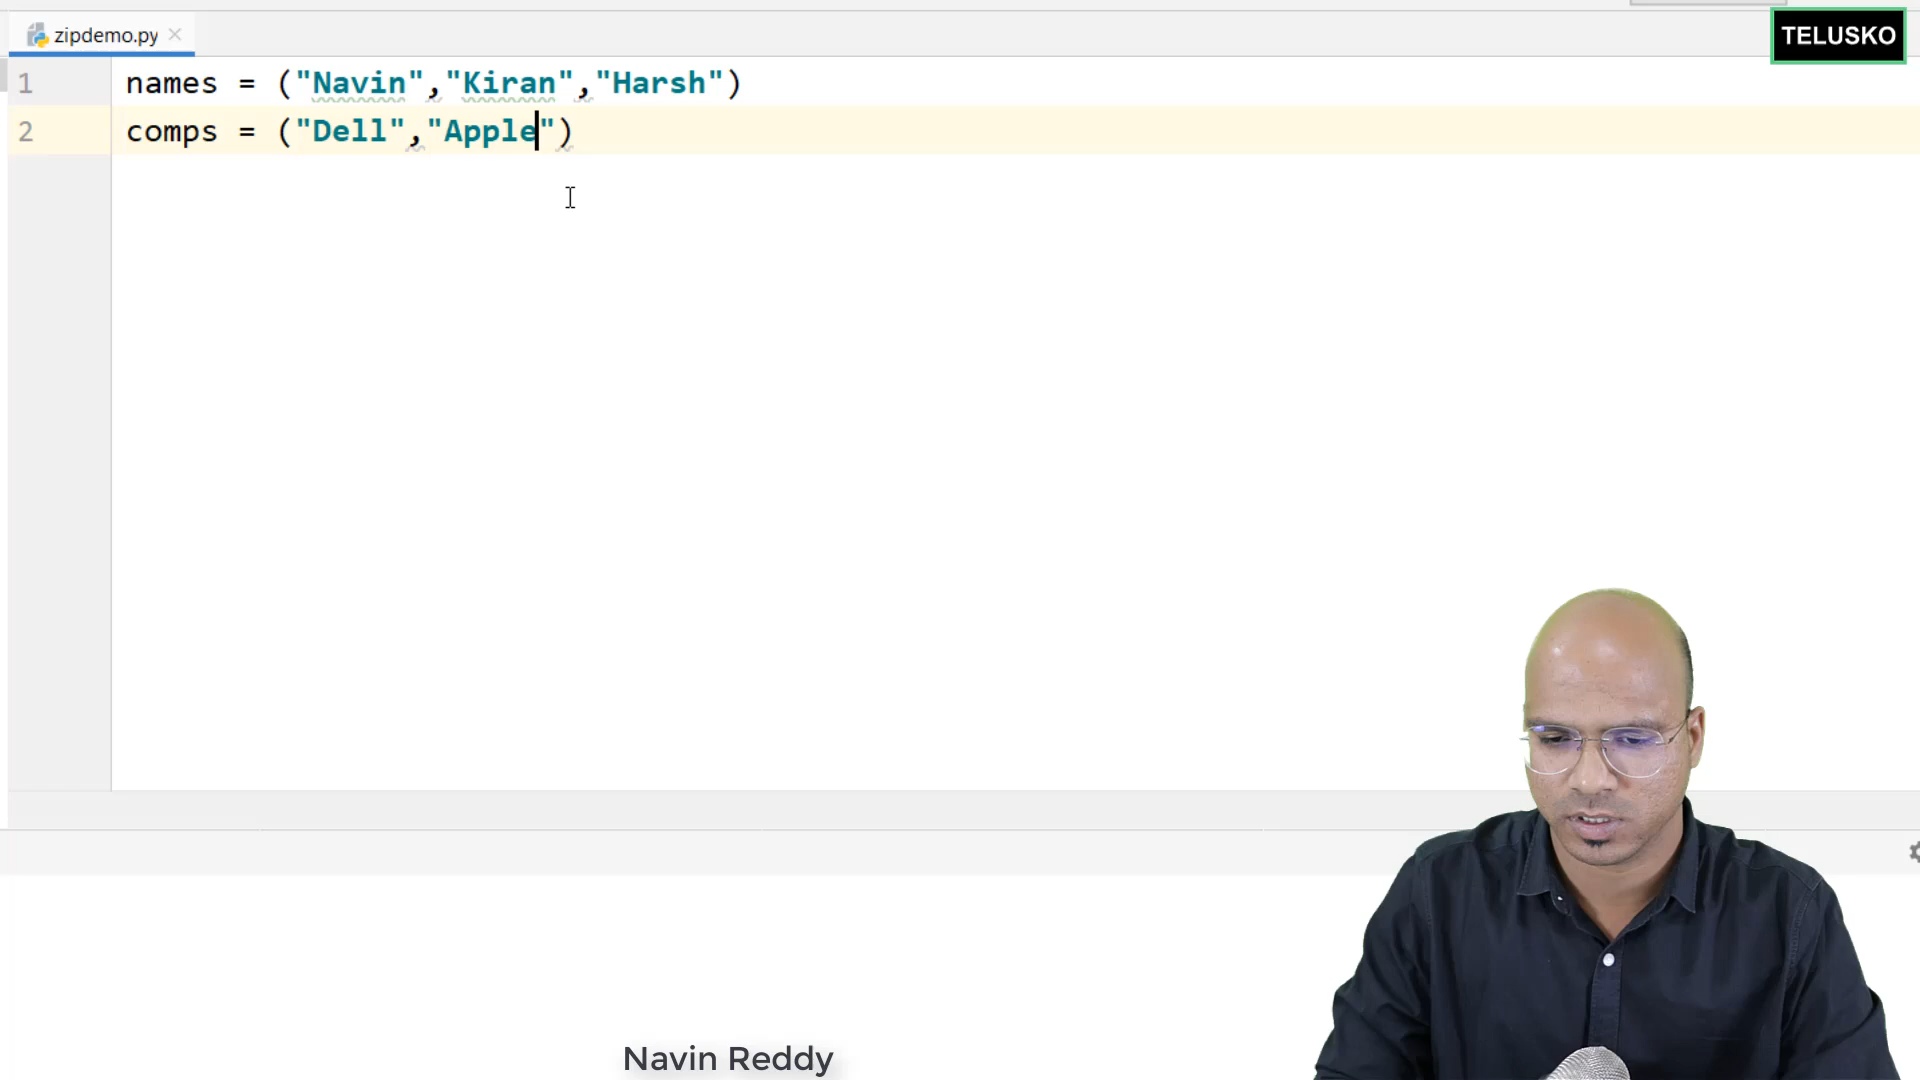 zipdemo.py
TELUSKO
1 names = ("Navin","Kiran","Harsh")
2 comps = ("Dell","Apple")
Navin Reddy